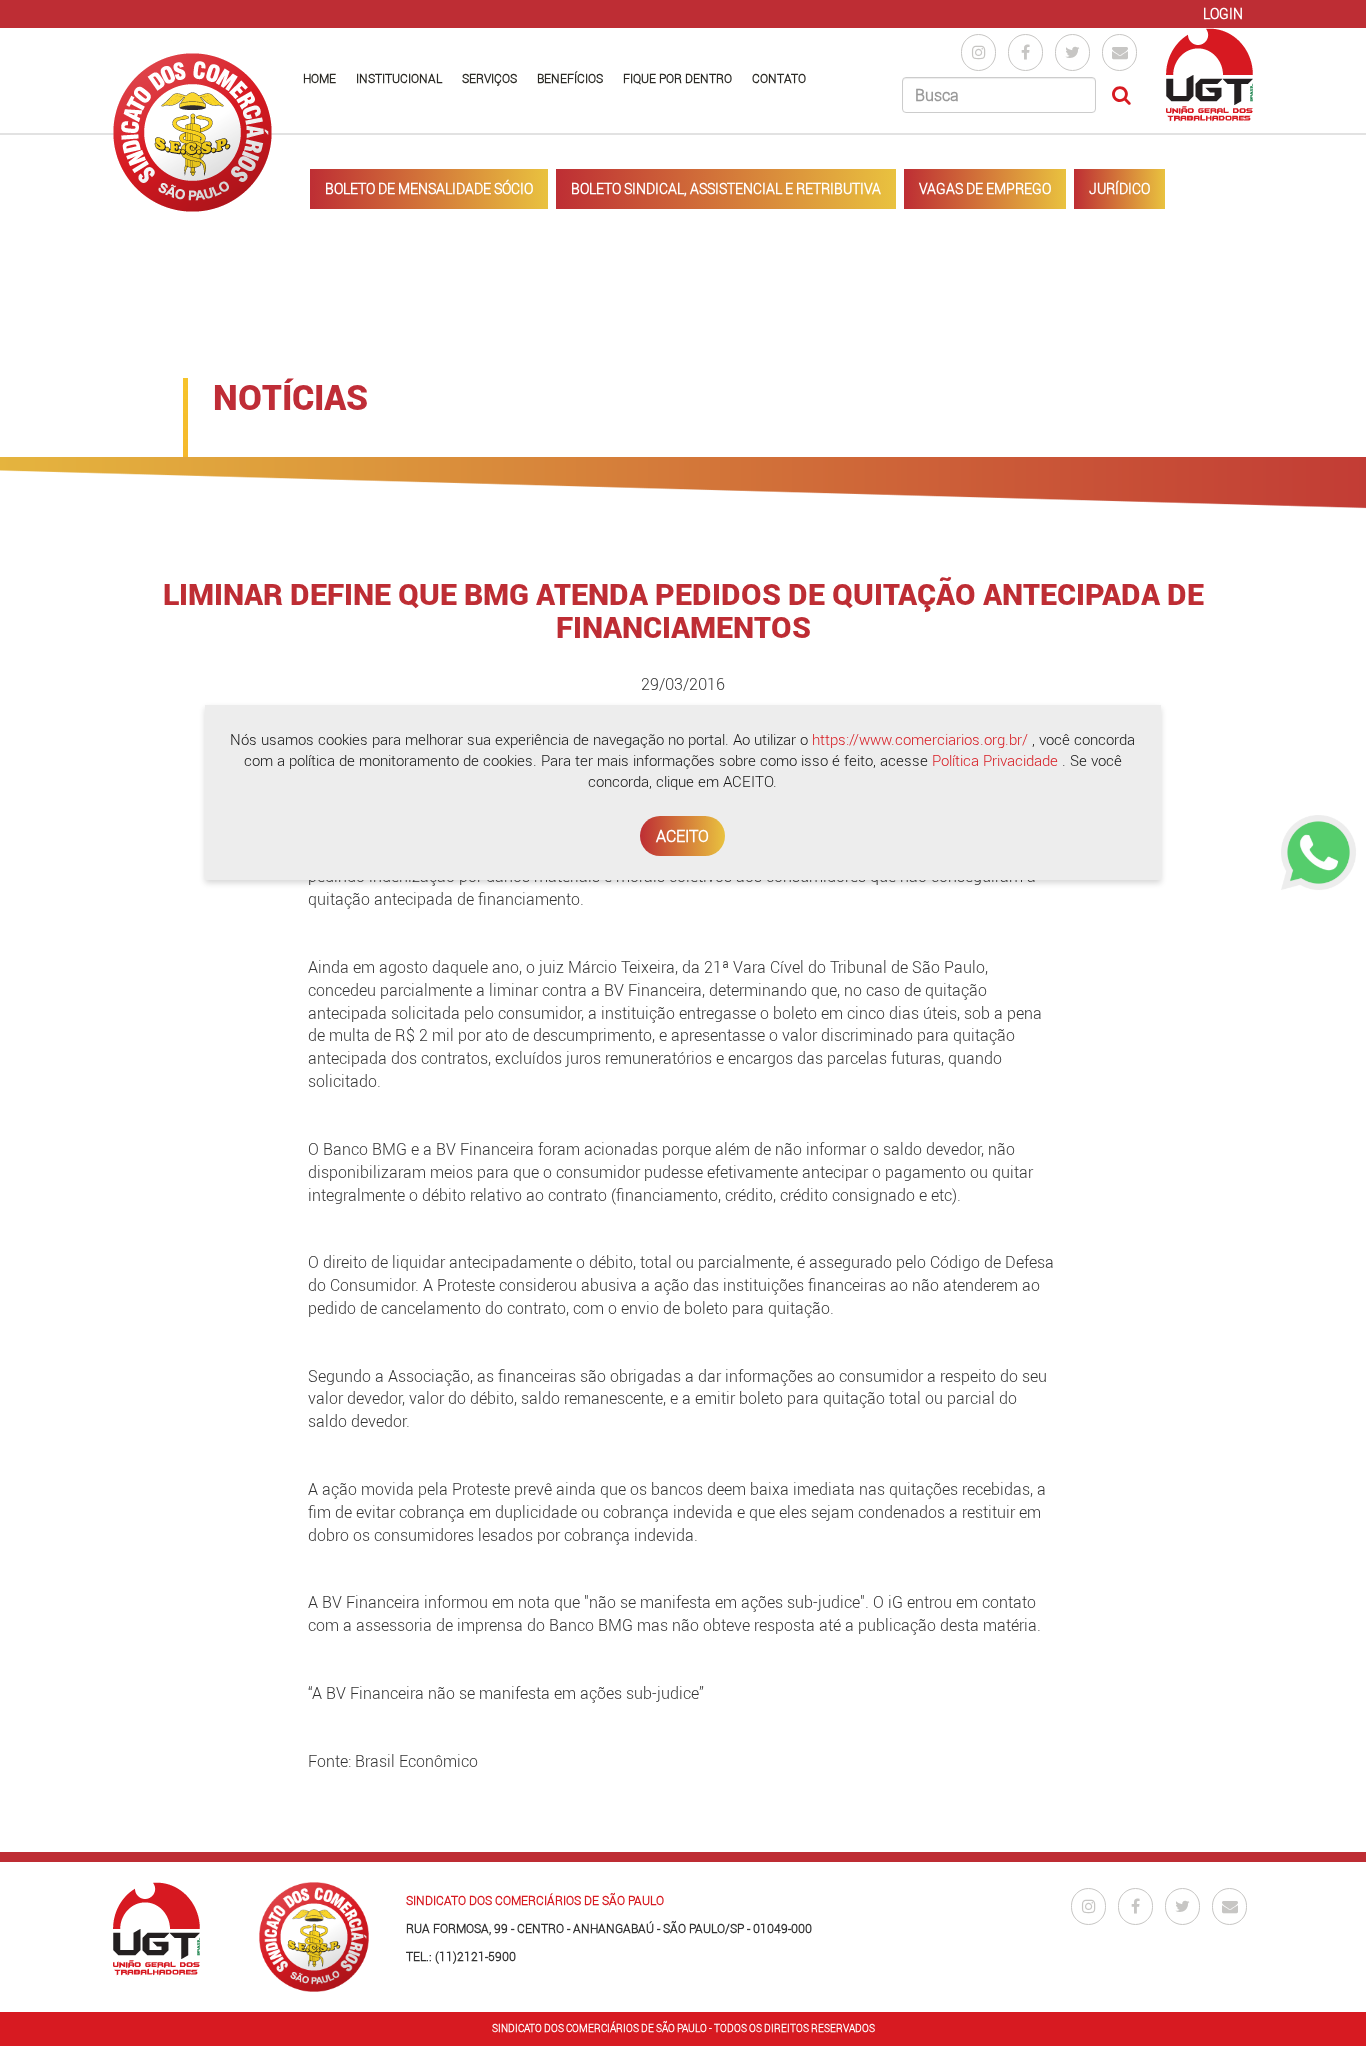 LOGIN
HOME INSTITUCIONAL SERVIÇOS BENEFÍCIOS FIQUE POR DENTRO CONTATO
Busca
SINDICATO DOS COMERCIÁRIOS
S.E.C.S.P.
SÃO PAULO
UGT
BRASIL
UNIÃO GERAL DOS
TRABALHADORES
BOLETO DE MENSALIDADE SÓCIO BOLETO SINDICAL, ASSISTENCIAL E RETRIBUTIVA VAGAS DE EMPREGO JURÍDICO
NOTÍCIAS
LIMINAR DEFINE QUE BMG ATENDA PEDIDOS DE QUITAÇÃO ANTECIPADA DE
FINANCIAMENTOS
29/03/2016
Nós usamos cookies para melhorar sua experiência de navegação no portal. Ao utilizar o https://www.comerciarios.org.br/ , você concorda
com a política de monitoramento de cookies. Para ter mais informações sobre como isso é feito, acesse Política Privacidade . Se você
concorda, clique em ACEITO.
ACEITO
pedindo indenização por danos materiais e morais coletivos aos consumidores que não conseguiram a
quitação antecipada de financiamento.
Ainda em agosto daquele ano, o juiz Márcio Teixeira, da 21ª Vara Cível do Tribunal de São Paulo,
concedeu parcialmente a liminar contra a BV Financeira, determinando que, no caso de quitação
antecipada solicitada pelo consumidor, a instituição entregasse o boleto em cinco dias úteis, sob a pena
de multa de R$ 2 mil por ato de descumprimento, e apresentasse o valor discriminado para quitação
antecipada dos contratos, excluídos juros remuneratórios e encargos das parcelas futuras, quando
solicitado.
O Banco BMG e a BV Financeira foram acionadas porque além de não informar o saldo devedor, não
disponibilizaram meios para que o consumidor pudesse efetivamente antecipar o pagamento ou quitar
integralmente o débito relativo ao contrato (financiamento, crédito, crédito consignado e etc).
O direito de liquidar antecipadamente o débito, total ou parcialmente, é assegurado pelo Código de Defesa
do Consumidor. A Proteste considerou abusiva a ação das instituições financeiras ao não atenderem ao
pedido de cancelamento do contrato, com o envio de boleto para quitação.
Segundo a Associação, as financeiras são obrigadas a dar informações ao consumidor a respeito do seu
valor devedor, valor do débito, saldo remanescente, e a emitir boleto para quitação total ou parcial do
saldo devedor.
A ação movida pela Proteste prevê ainda que os bancos deem baixa imediata nas quitações recebidas, a
fim de evitar cobrança em duplicidade ou cobrança indevida e que eles sejam condenados a restituir em
dobro os consumidores lesados por cobrança indevida.
A BV Financeira informou em nota que "não se manifesta em ações sub-judice". O iG entrou em contato
com a assessoria de imprensa do Banco BMG mas não obteve resposta até a publicação desta matéria.
“A BV Financeira não se manifesta em ações sub-judice”
Fonte: Brasil Econômico
UGT
BRASIL
UNIÃO GERAL DOS
TRABALHADORES
SINDICATO DOS COMERCIÁRIOS
S.E.C.S.P.
SÃO PAULO
SINDICATO DOS COMERCIÁRIOS DE SÃO PAULO
RUA FORMOSA, 99 - CENTRO - ANHANGABAÚ - SÃO PAULO/SP - 01049-000
TEL.: (11)2121-5900
SINDICATO DOS COMERCIÁRIOS DE SÃO PAULO - TODOS OS DIREITOS RESERVADOS